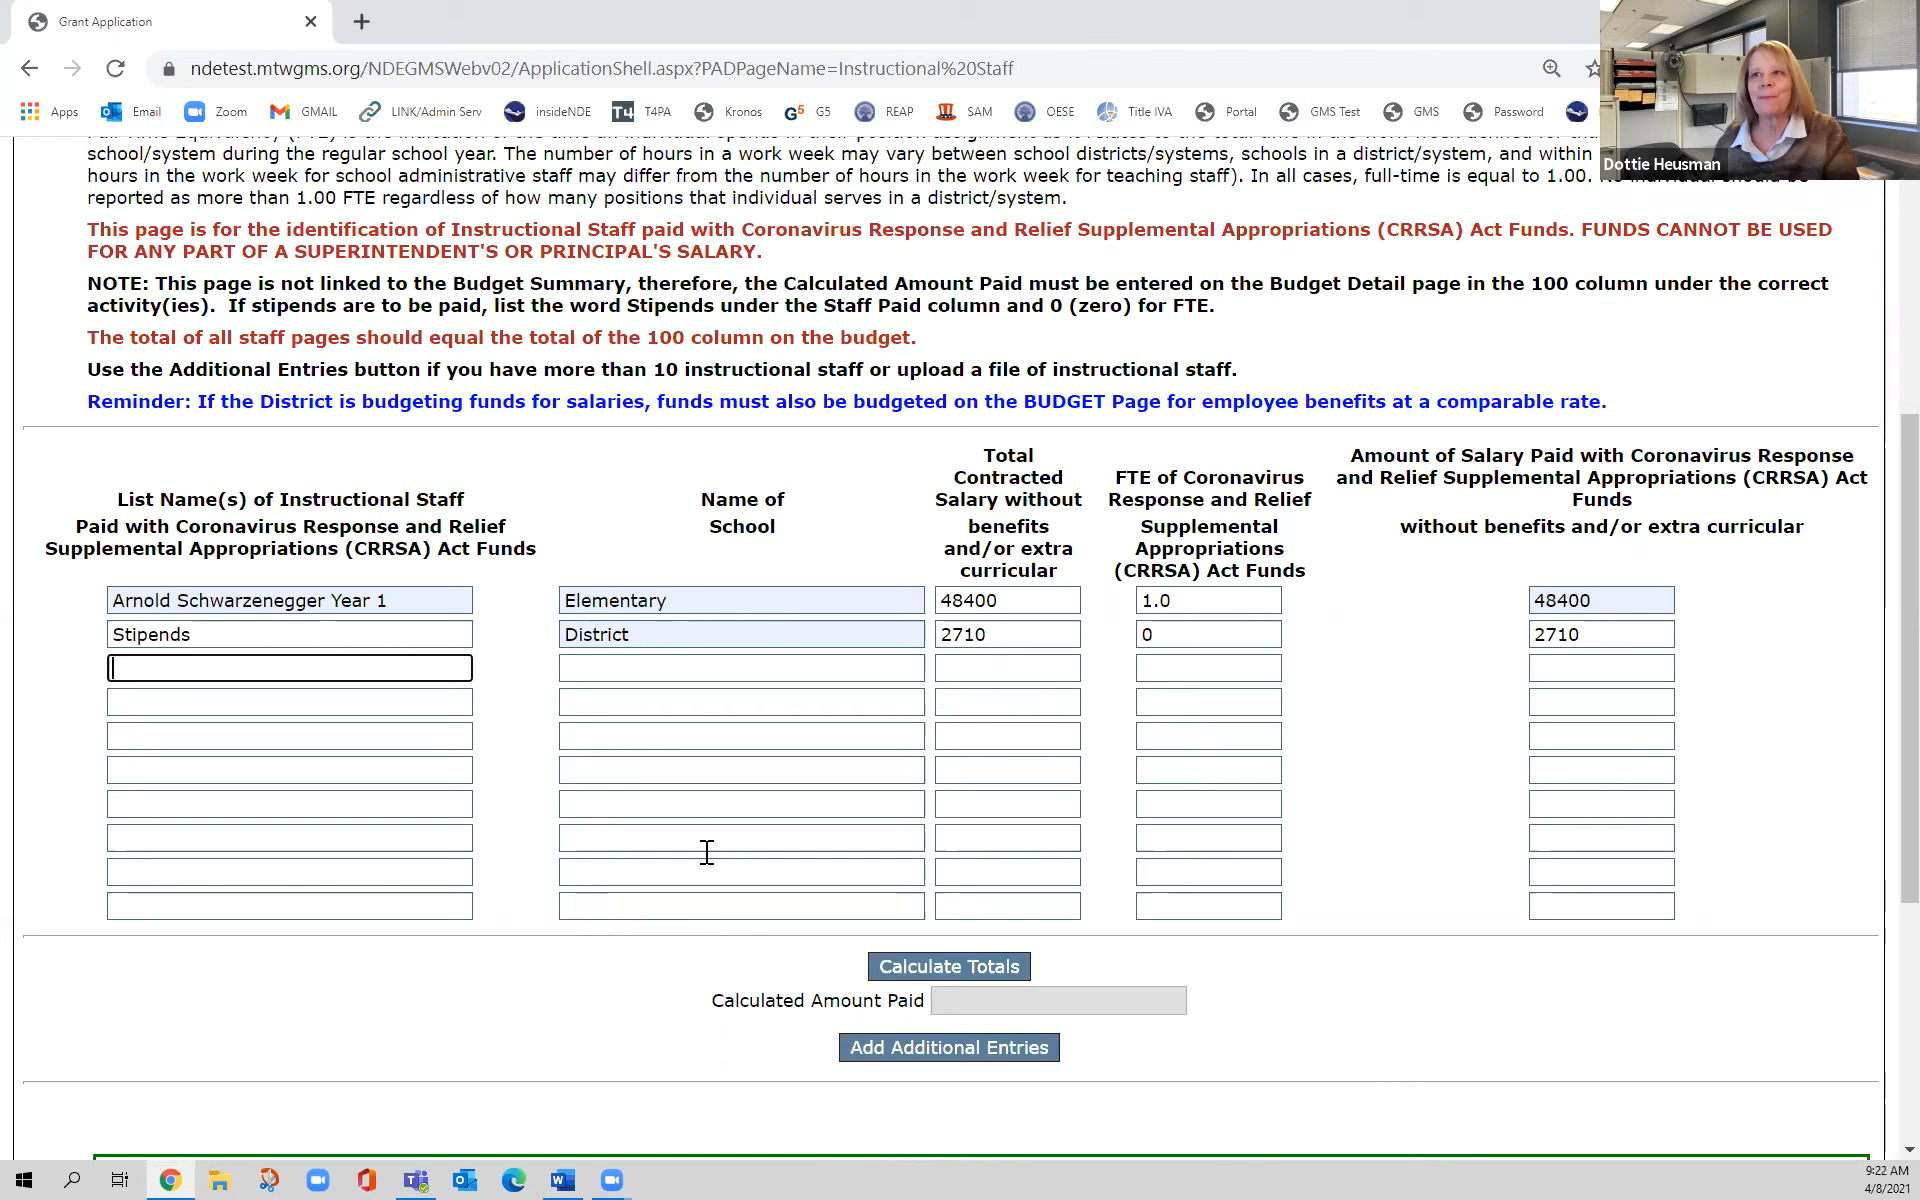 Grant Application
ndetest.mtwgms.org/NDEGMSWebv02/ApplicationShell.aspx?PADPageName=Instructional%20Staff
Apps Email Zoom GMAIL LINK/Admin Serv insideNDE T4 T4PA Kronos G5 G5 REAP SAM OESE Title IVA Portal GMS Test GMS Password
Dottie Heusman
school/system during the regular school year. The number of hours in a work week may vary between school districts/systems, schools in a district/system, and within
hours in the work week for school administrative staff may differ from the number of hours in the work week for teaching staff). In all cases, full-time is equal to 1.00.
reported as more than 1.00 FTE regardless of how many positions that individual serves in a district/system.
This page is for the identification of Instructional Staff paid with Coronavirus Response and Relief Supplemental Appropriations (CRRSA) Act Funds. FUNDS CANNOT BE USED
FOR ANY PART OF A SUPERINTENDENT'S OR PRINCIPAL'S SALARY.
NOTE: This page is not linked to the Budget Summary, therefore, the Calculated Amount Paid must be entered on the Budget Detail page in the 100 column under the correct
activity(ies). If stipends are to be paid, list the word Stipends under the Staff Paid column and 0 (zero) for FTE.
The total of all staff pages should equal the total of the 100 column on the budget.
Use the Additional Entries button if you have more than 10 instructional staff or upload a file of instructional staff.
Reminder: If the District is budgeting funds for salaries, funds must also be budgeted on the BUDGET Page for employee benefits at a comparable rate.
List Name(s) of Instructional Staff
Paid with Coronavirus Response and Relief
Supplemental Appropriations (CRRSA) Act Funds
Name of
School
Total
Contracted
Salary without
benefits
and/or extra
curricular
FTE of Coronavirus
Response and Relief
Supplemental
Appropriations
(CRRSA) Act Funds
Amount of Salary Paid with Coronavirus Response
and Relief Supplemental Appropriations (CRRSA) Act
Funds
without benefits and/or extra curricular
Arnold Schwarzenegger Year 1 Elementary 48400 1.0 48400
Stipends District 2710 0 2710
Calculate Totals
Calculated Amount Paid
Add Additional Entries
9:22 AM
4/8/2021